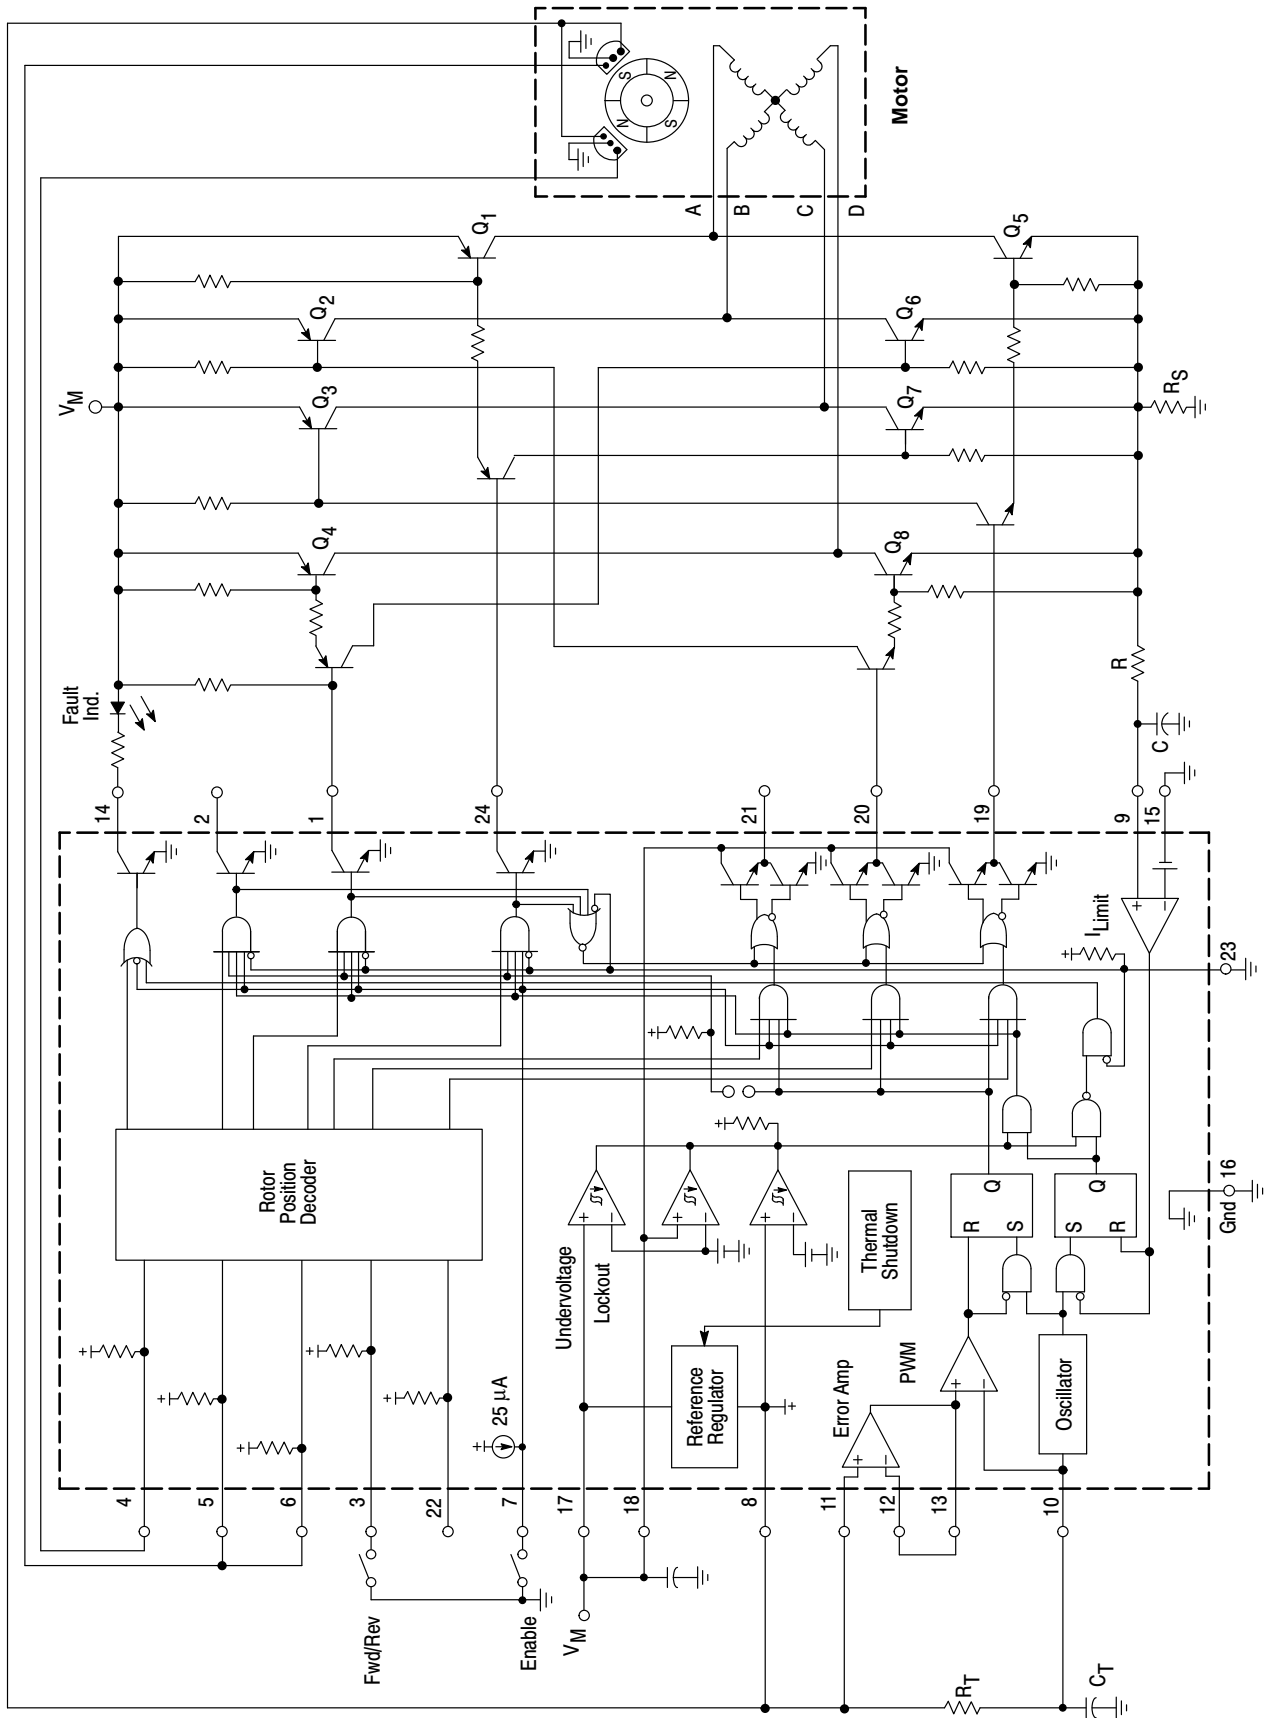 Motor
A
B
C
D
S
N
N
S
Q1
Q5
Q2
Q6
VM
Q3
Q7
RS
Q4
Q8
Fault
Ind.
R
C
14
2
1
24
21
20
19
9
15
ILimit
23
Rotor
Position
Decoder
Undervoltage
Lockout
Thermal
Shutdown
Reference
Regulator
Error Amp
PWM
Oscillator
R
Q
S
S
Q
R
Gnd 16
25 µA
4
5
6
3
22
7
17
18
8
11
12
13
10
Fwd/Rev
Enable
VM
RT
CT